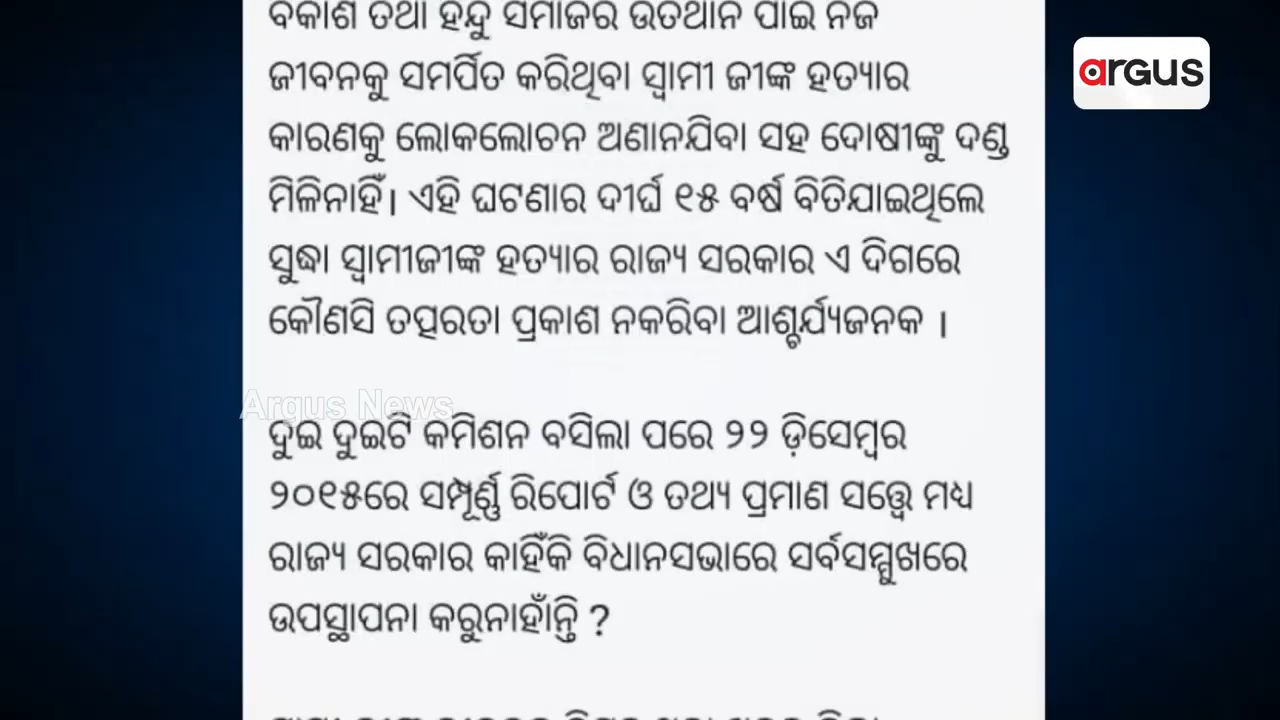 ବିକାଶ ତଥା ହିନ୍ଦୁ ସମାଜର ଉତଥାନ ପାଇଁ ନିଜ
ଜୀବନକୁ ସମର୍ପିତ କରିଥିବା ସ୍ୱାମୀ ଜୀଙ୍କ ହତ୍ୟାର
argus
କାରଣକୁ ଲୋକଲୋଚନ ଅଣାନଯିବା ସହ ଦୋଷୀଙ୍କୁ ଦଣ୍ଡ
ମିଳିନାହିଁ। ଏହି ଘଟଣାର ଦୀର୍ଘ ୧୫ ବର୍ଷ ବିତିଯାଇଥିଲେ
ସୁଦ୍ଧା ସ୍ୱାମୀଜୀଙ୍କ ହତ୍ୟାର ରାଜ୍ୟ ସରକାର ଏ ଦିଗରେ
କୌଣସି ତତ୍ପରତା ପ୍ରକାଶ ନକରିବା ଆଶ୍ଚର୍ଯ୍ୟଜନକ ।
Argus News
ଦୁଇ ଦୁଇଟି କମିଶନ ବସିଲା ପରେ ୨୨ ଡ଼ିସେମ୍ବର
୨୦୧୫ରେ ସମ୍ପୂର୍ଣ୍ଣ ରିପୋର୍ଟ ଓ ତଥ୍ୟ ପ୍ରମାଣ ସତ୍ତ୍ୱେ ମଧ୍ୟ
ରାଜ୍ୟ ସରକାର କାହିଁକି ବିଧାନସଭାରେ ସର୍ବସମ୍ମୁଖରେ
ଉପସ୍ଥାପନା କରୁନାହାଁନ୍ତି ?